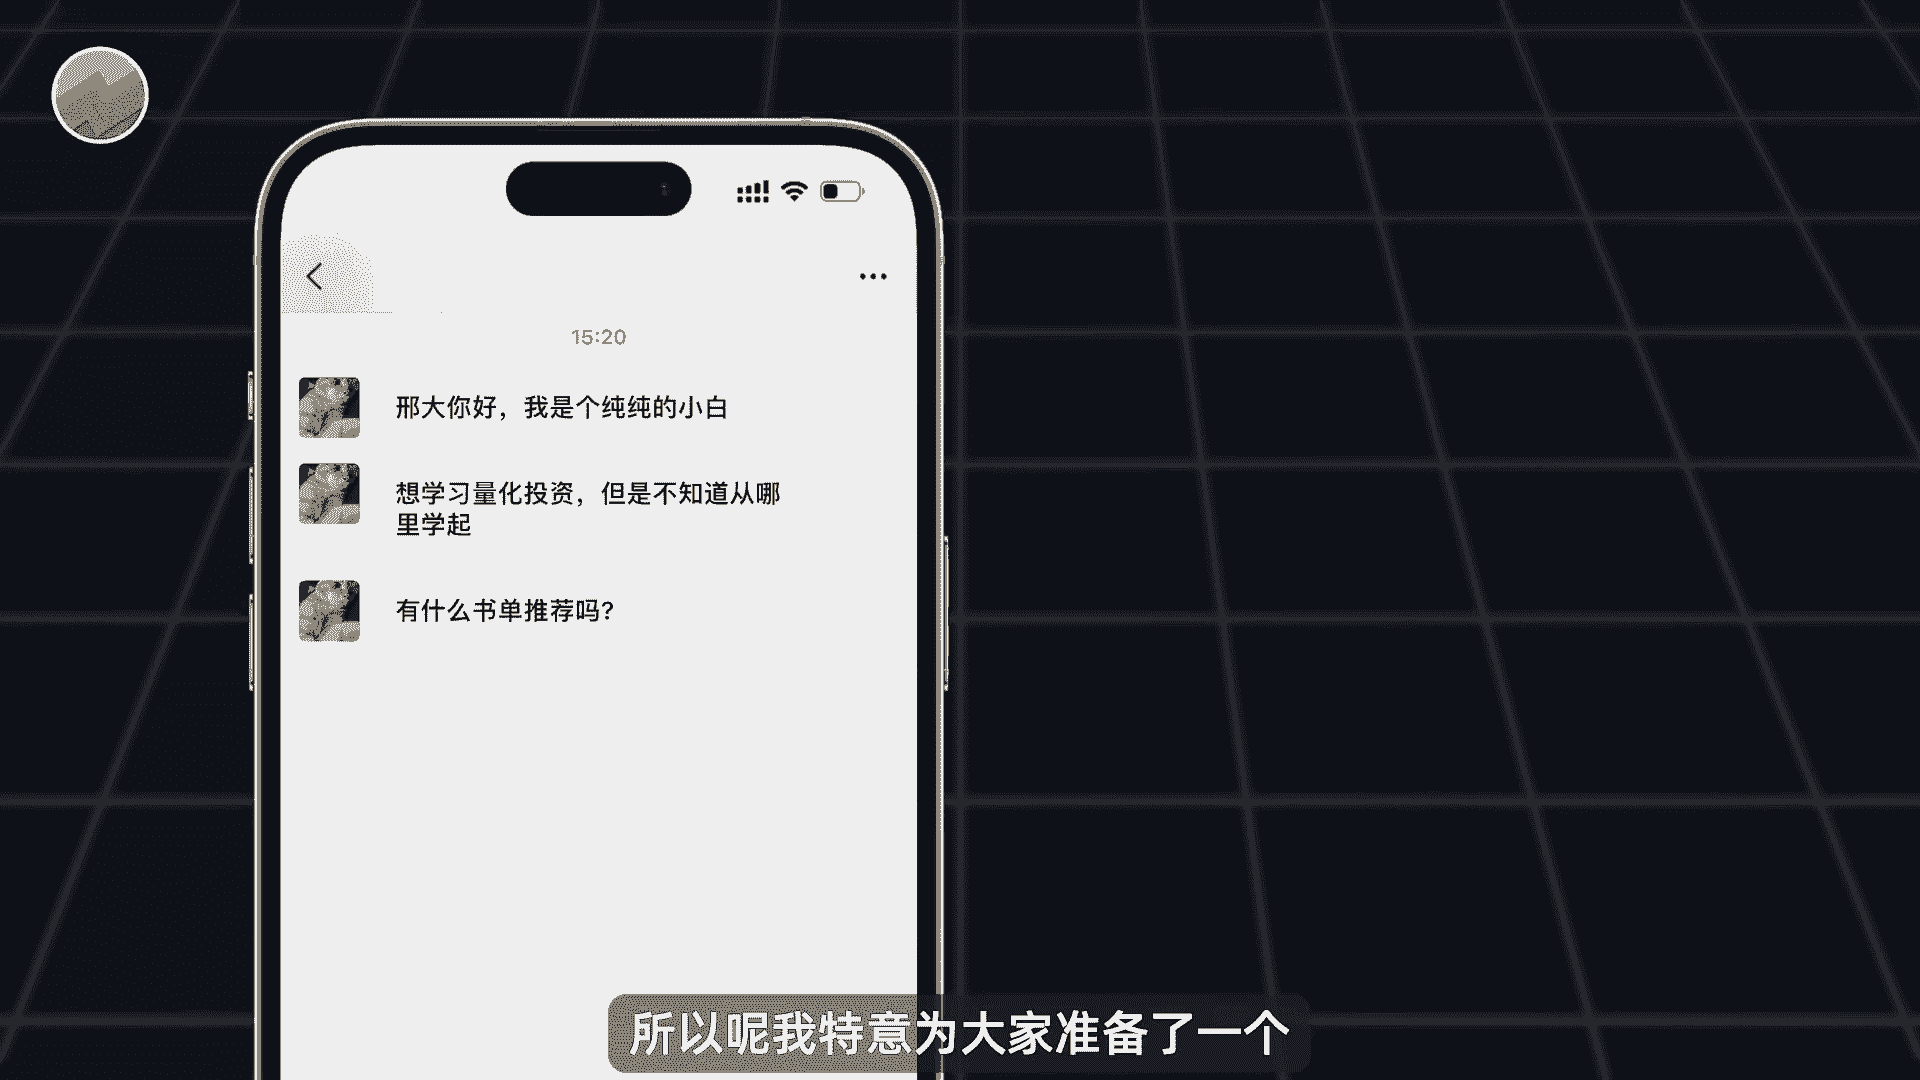 15:20
邢大你好，我是个纯纯的小白
想学习量化投资，但是不知道从哪
里学起
有什么书单推荐吗?
所以呢我特意为大家准备了一个